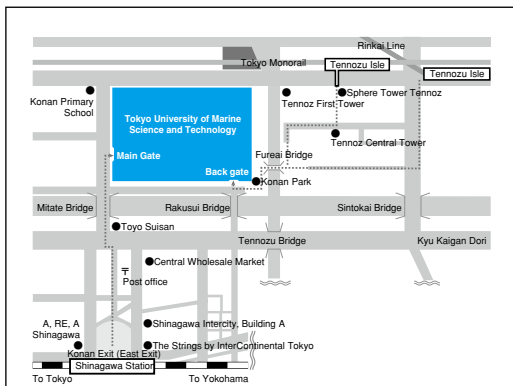 Rinkai Line
Tokyo Monorail
Tennozu Isle
Tennozu Isle
Konan Primary
School
Sphere Tower Tennoz
Tennoz First Tower
Tokyo University of Marine
Science and Technology
Tennoz Central Tower
Main Gate
Fureai Bridge
Back gate
Konan Park
Mitate Bridge
Rakusui Bridge
Sintokai Bridge
Toyo Suisan
Tennozu Bridge
Kyu Kaigan Dori
Central Wholesale Market
〒
Post office
A, RE, A
Shinagawa
Shinagawa Intercity, Building A
The Strings by InterContinental Tokyo
Konan Exit (East Exit)
Shinagawa Station
To Tokyo
To Yokohama